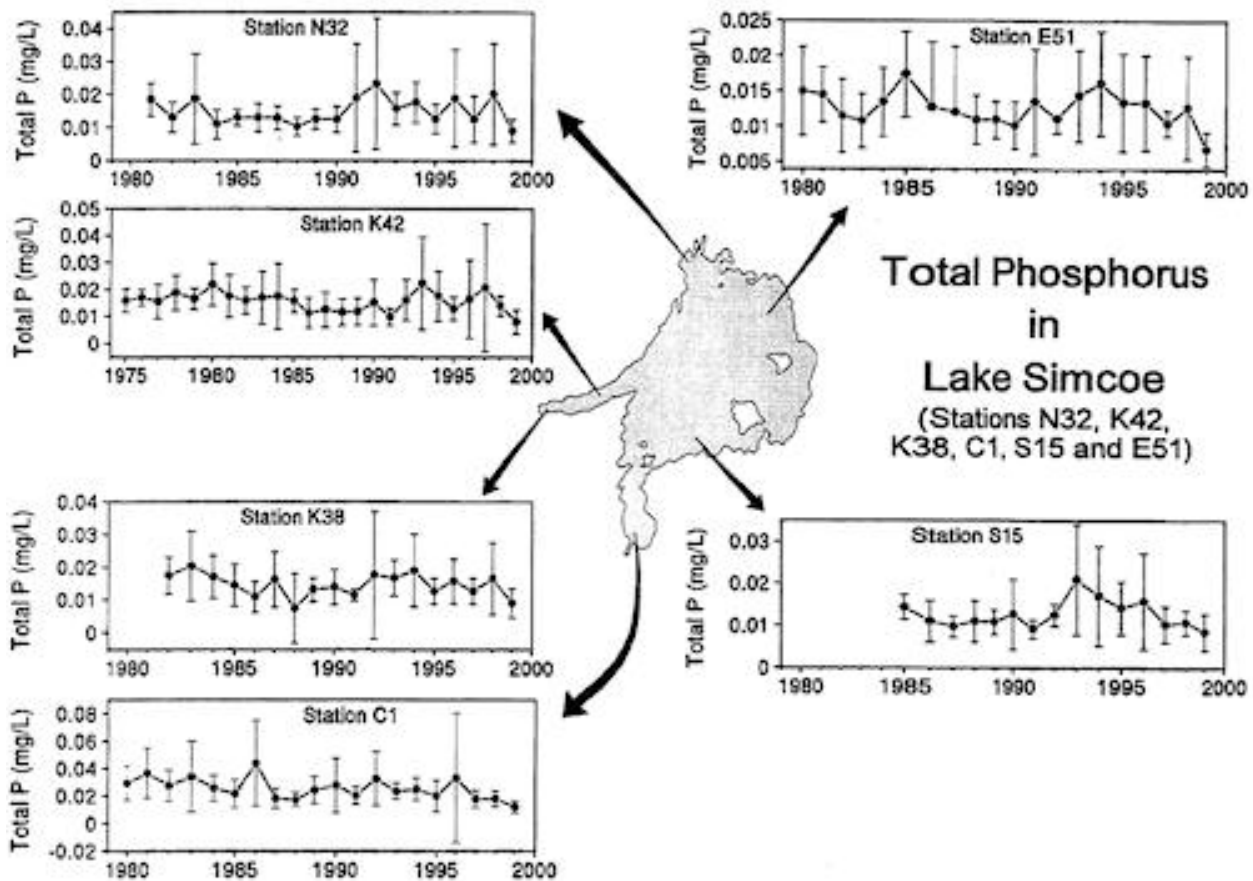 Station N32
Total P (mg/L)
0.04
0.03
0.02
0.01
0
1980 1985 1990 1995 2000
Station E51
Total P (mg/L)
0.025
0.020
0.015
0.010
0.005
1980 1985 1990 1995 2000
Station K42
Total P (mg/L)
0.05
0.04
0.03
0.02
0.01
0
1975 1980 1985 1990 1995 2000
Total Phosphorus
in
Lake Simcoe
(Stations N32, K42,
K38, C1, S15 and E51)
Station K38
Total P (mg/L)
0.04
0.03
0.02
0.01
0
1980 1985 1990 1995 2000
Station S15
Total P (mg/L)
0.03
0.02
0.01
0
1980 1985 1990 1995 2000
Station C1
Total P (mg/L)
0.08
0.06
0.04
0.02
0
-0.02
1980 1985 1990 1995 2000